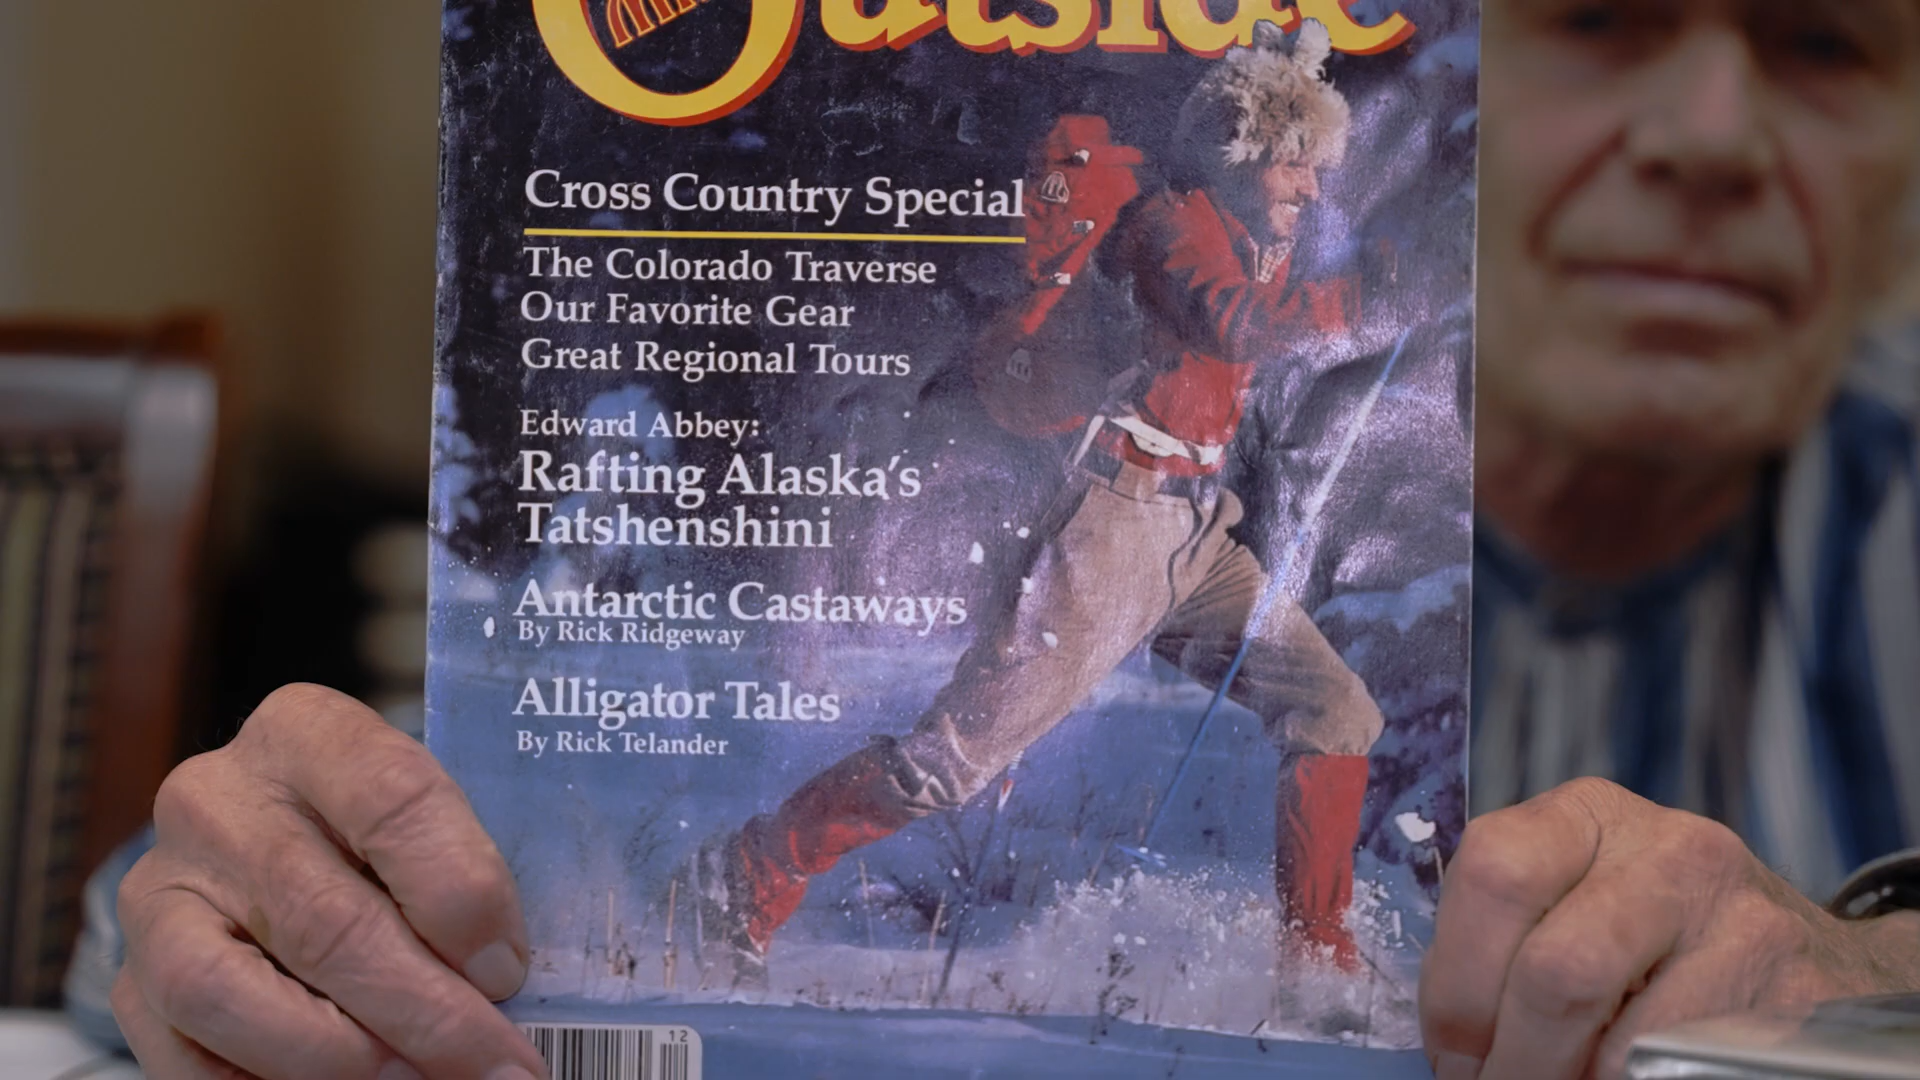 Outside
Cross Country Special
The Colorado Traverse
Our Favorite Gear
Great Regional Tours
Edward Abbey:
Rafting Alaska's
Tatshenshini
Antarctic Castaways
By Rick Ridgeway
Alligator Tales
By Rick Telander
12